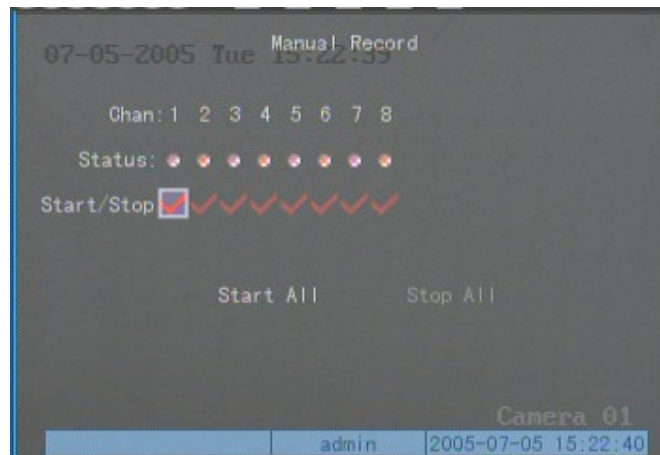 Manual Record
07-05-2005 Tue 15:22:39
Chan: 1 2 3 4 5 6 7 8
Status:
Start/Stop
Start All Stop All
Camera 01
admin 2005-07-05 15:22:40